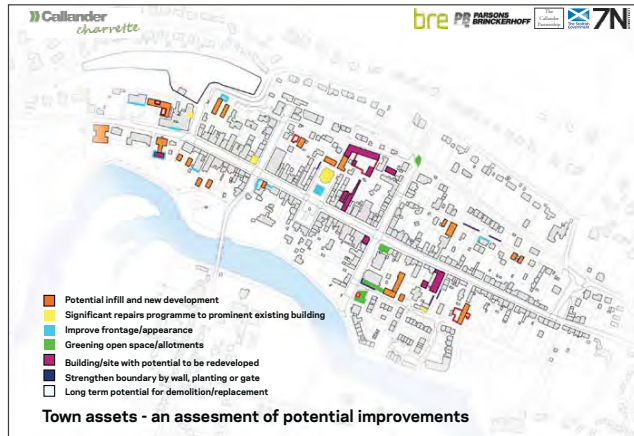 Callander
charrette
bre PB PARSONS
BRINCKERHOFF
The
Callander
Partnership
The Scottish
Government
7N
Potential infill and new development
Significant repairs programme to prominent existing building
Improve frontage/appearance
Greening open space/allotments
Building/site with potential to be redeveloped
Strengthen boundary by wall, planting or gate
Long term potential for demolition/replacement
Town assets - an assesment of potential improvements